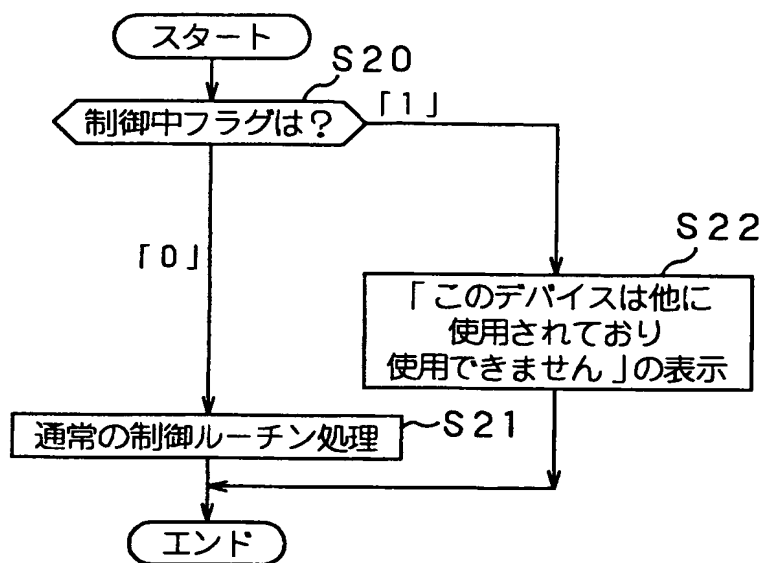 スタート
S20
制御中フラグは?
「1」
「0」
S22
「このデバイスは他に
使用されており
使用できません」の表示
通常の制御ルーチン処理
S21
エンド